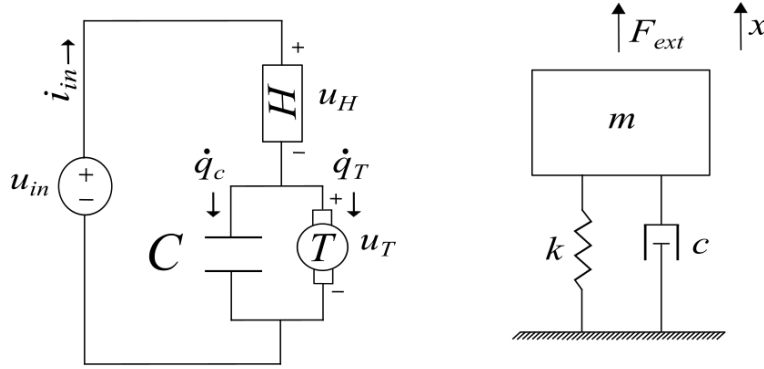 i_in →
+
H
u_H
−
q̇_c
q̇_T
↓
↓
+
u_in
+
−
C
T
u_T
−
F_ext
x
m
k
c